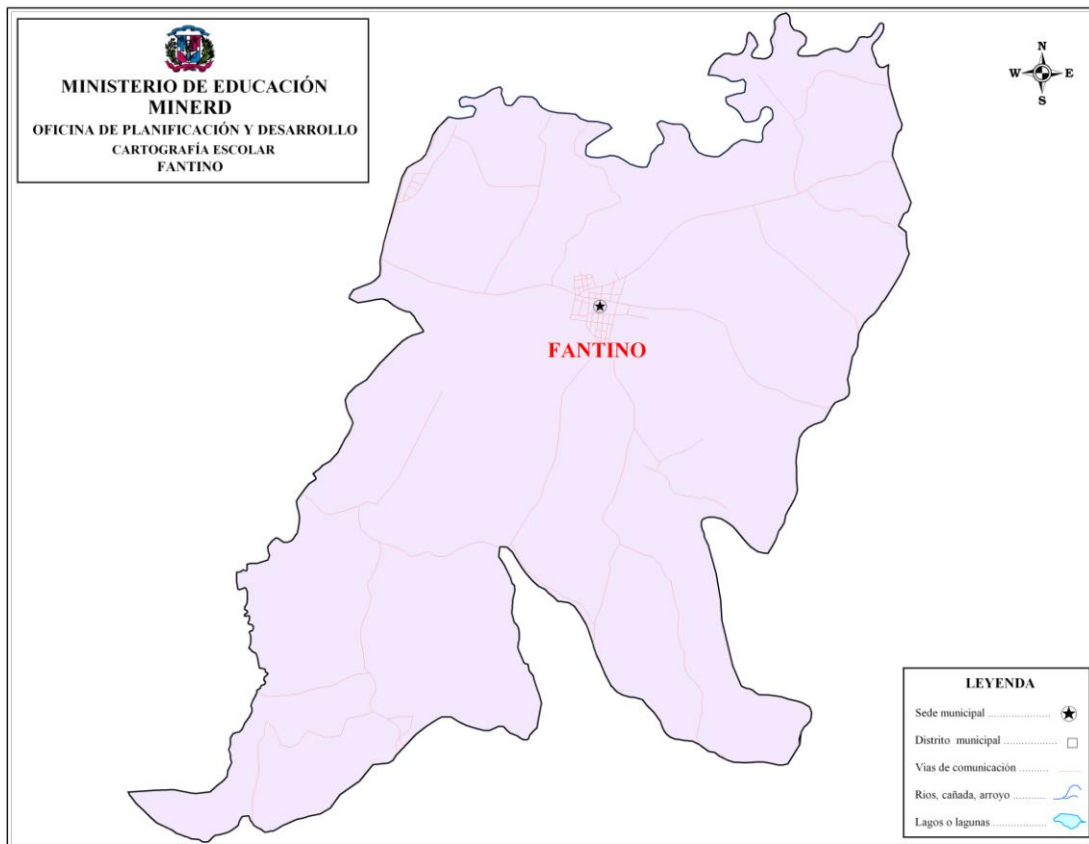 MINISTERIO DE EDUCACIÓN
MINERD
OFICINA DE PLANIFICACIÓN Y DESARROLLO
CARTOGRAFÍA ESCOLAR
FANTINO
N
W E
S
FANTINO
LEYENDA
Sede municipal .....................
Distrito municipal ..................
Vias de comunicación ..........
Rios, cañada, arroyo ...........
Lagos o lagunas....................